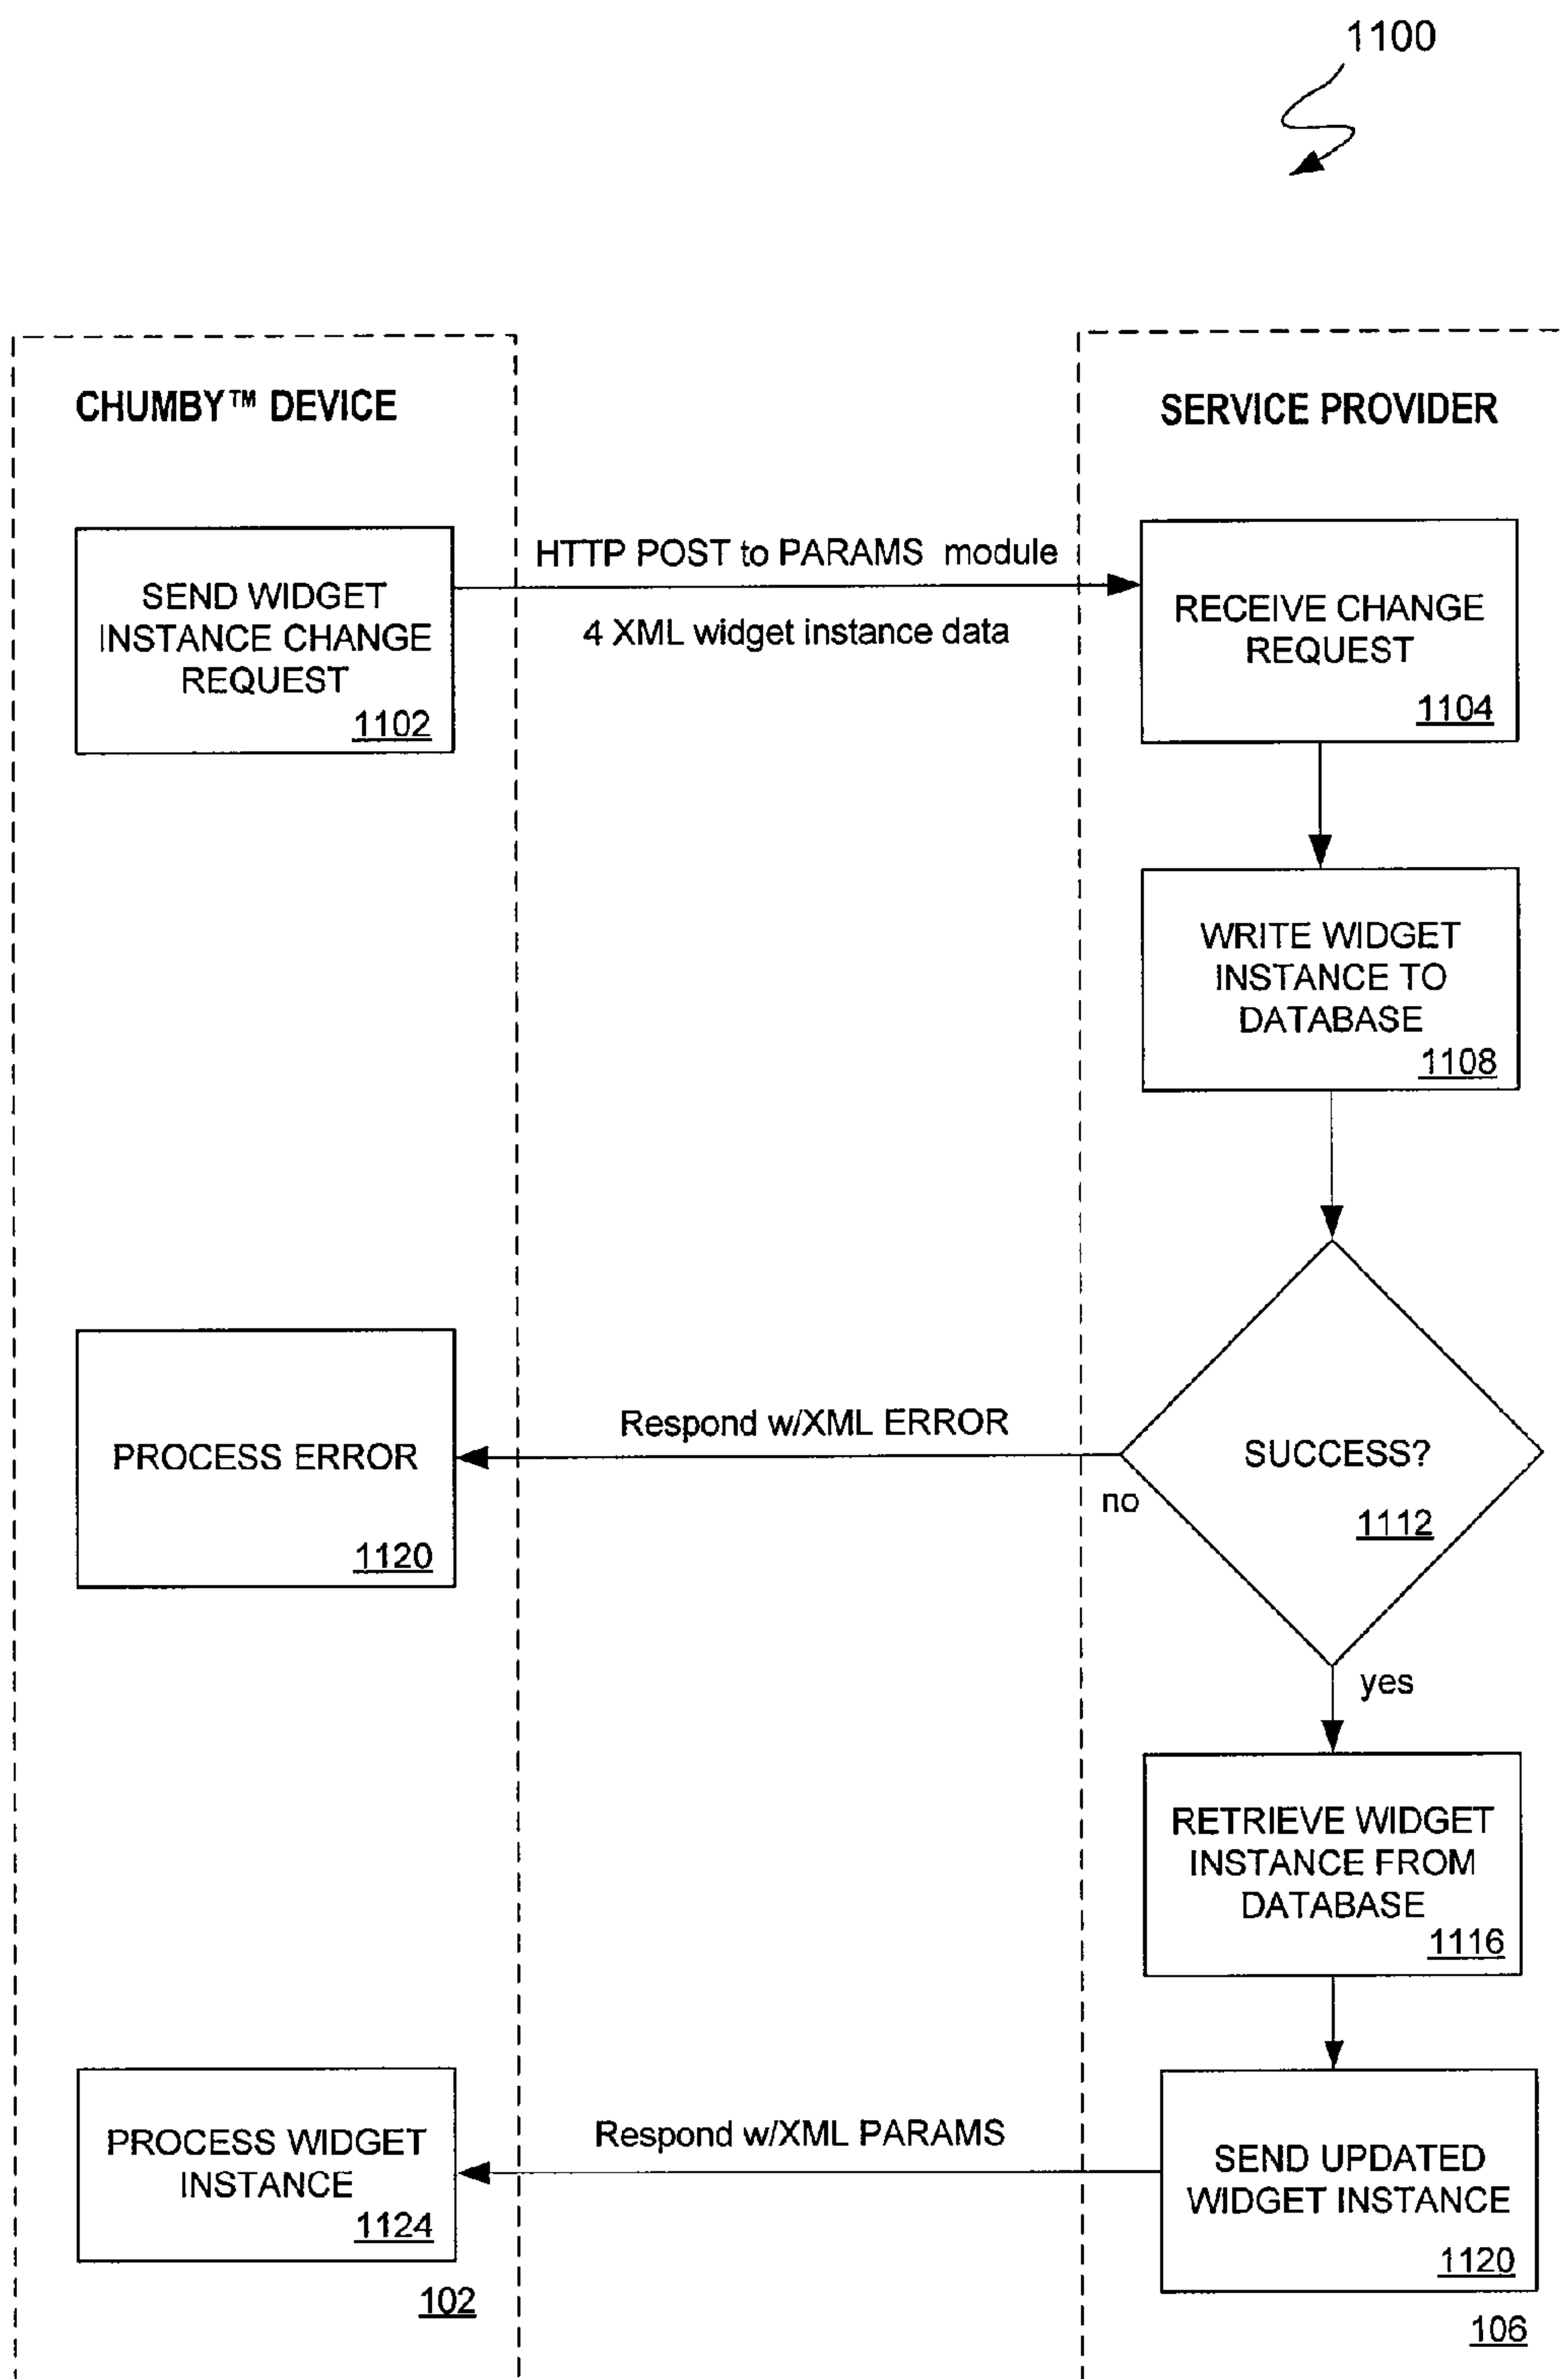 1100
CHUMBY™ DEVICE
SERVICE PROVIDER
SEND WIDGET
INSTANCE CHANGE
REQUEST
1102
HTTP POST to PARAMS module
4 XML widget instance data
RECEIVE CHANGE
REQUEST
1104
WRITE WIDGET
INSTANCE TO
DATABASE
1108
SUCCESS?
1112
no
Respond w/XML ERROR
PROCESS ERROR
1120
yes
RETRIEVE WIDGET
INSTANCE FROM
DATABASE
1116
SEND UPDATED
WIDGET INSTANCE
1120
Respond w/XML PARAMS
PROCESS WIDGET
INSTANCE
1124
102
106